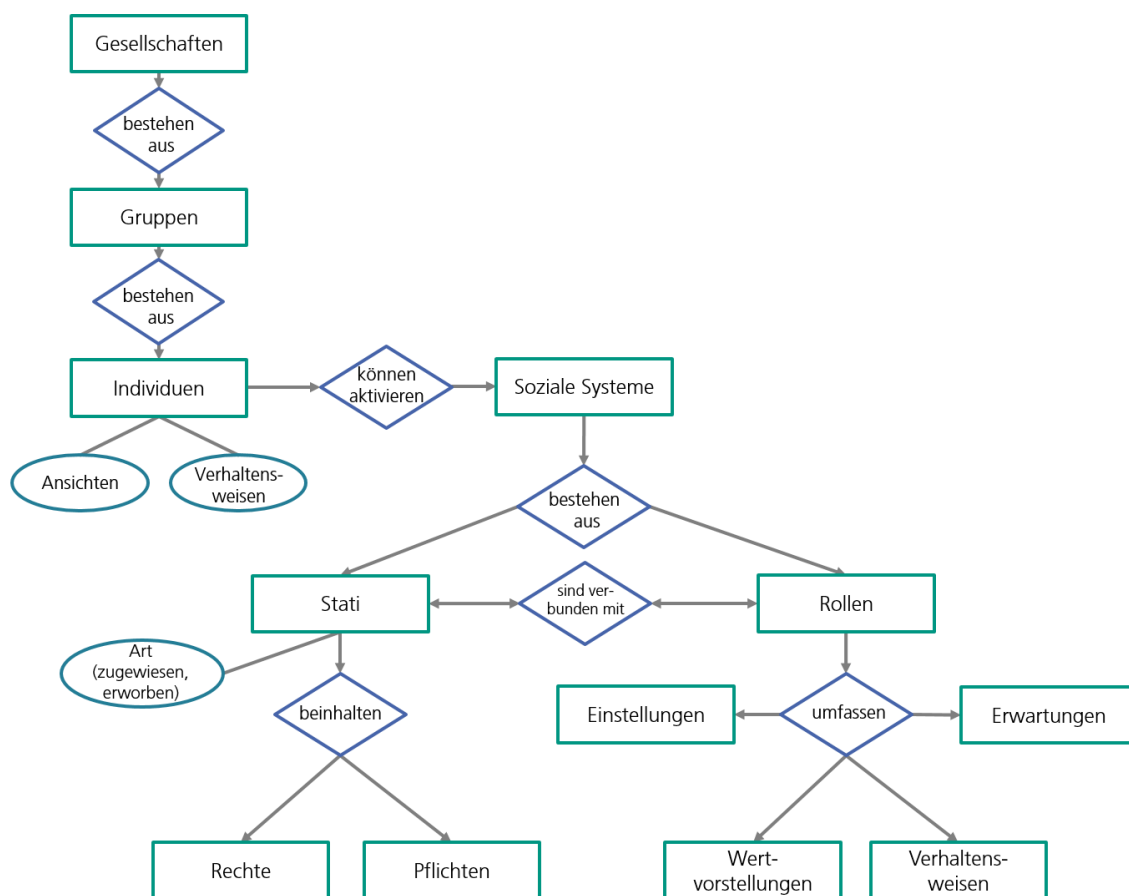 Gesellschaften
bestehen
aus
Gruppen
bestehen
aus
Individuen
können
aktivieren
Soziale Systeme
Ansichten
Verhaltens-
weisen
bestehen
aus
Stati
sind ver-
bunden mit
Rollen
Art
(zugewiesen,
erworben)
beinhalten
Einstellungen
umfassen
Erwartungen
Rechte
Pflichten
Wert-
vorstellungen
Verhaltens-
weisen